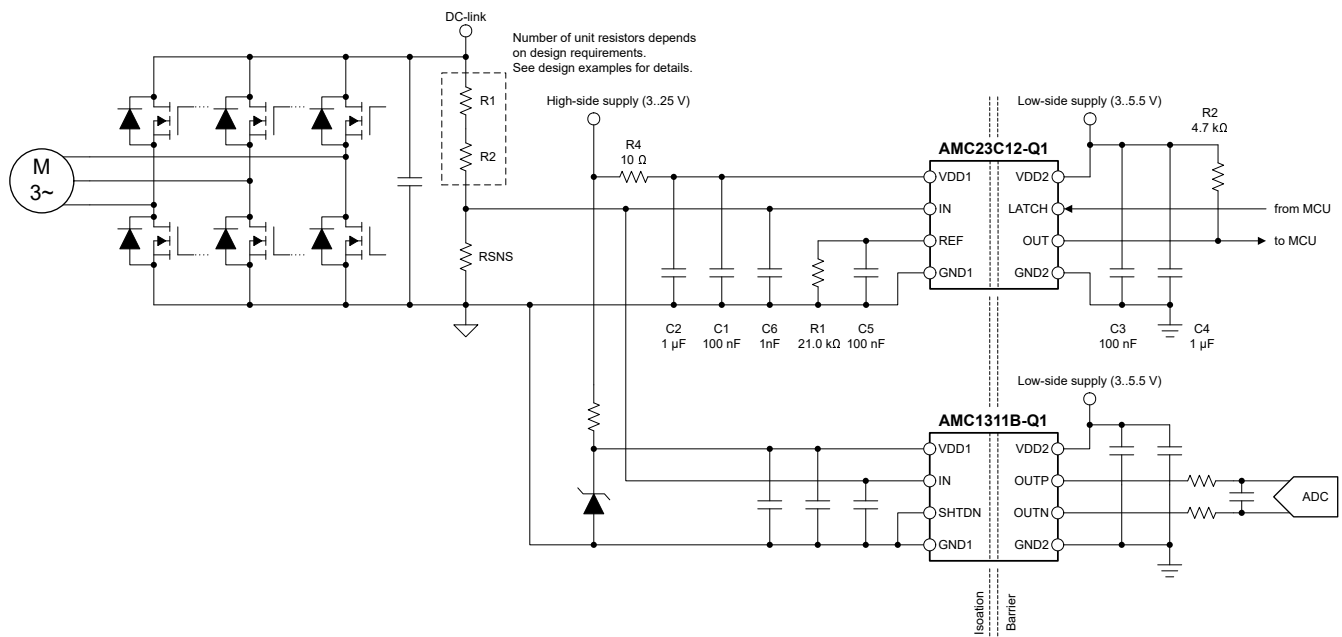 DC-link
Number of unit resistors depends
on design requirements.
See design examples for details.
R1
R2
RSNS
M
3~
High-side supply (3..25 V)
R4
10 Ω
C2
1 µF
C1
100 nF
C6
1nF
R1
21.0 kΩ
C5
100 nF
AMC23C12-Q1
VDD1
IN
REF
GND1
VDD2
LATCH
OUT
GND2
Low-side supply (3..5.5 V)
R2
4.7 kΩ
from MCU
to MCU
C3
100 nF
C4
1 µF
Low-side supply (3..5.5 V)
AMC1311B-Q1
VDD1
IN
SHTDN
GND1
VDD2
OUTP
OUTN
GND2
ADC
Isoation
Barrier